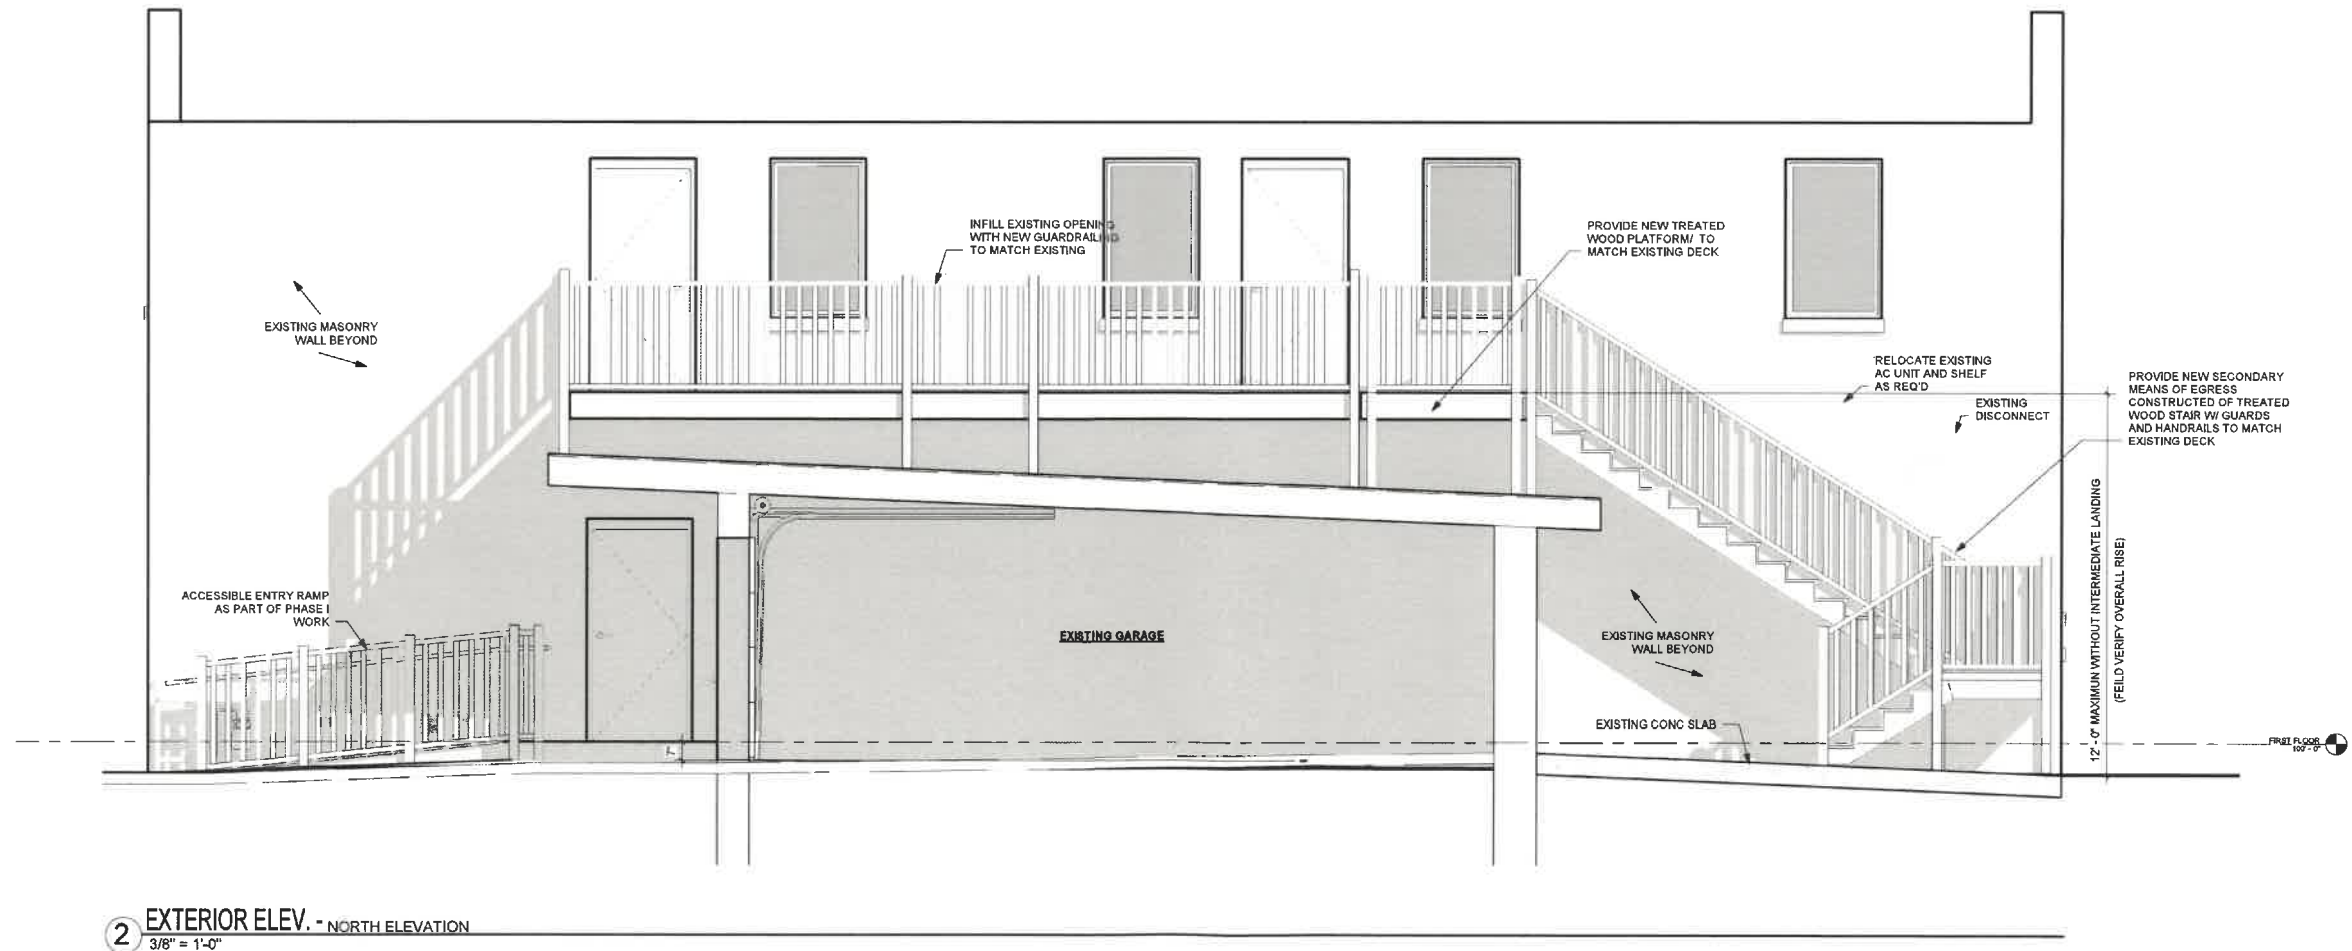 INFILL EXISTING OPENING
WITH NEW GUARDRAILING
TO MATCH EXISTING
PROVIDE NEW TREATED
WOOD PLATFORM/ TO
MATCH EXISTING DECK
EXISTING MASONRY
WALL BEYOND
RELOCATE EXISTING
AC UNIT AND SHELF
AS REQ'D
EXISTING
DISCONNECT
PROVIDE NEW SECONDARY
MEANS OF EGRESS
CONSTRUCTED OF TREATED
WOOD STAIR W/ GUARDS
AND HANDRAILS TO MATCH
EXISTING DECK
ACCESSIBLE ENTRY RAMP
AS PART OF PHASE I
WORK
EXISTING GARAGE
EXISTING MASONRY
WALL BEYOND
EXISTING CONC SLAB
12' - 0" MAXIMUN WITHOUT INTERMEDIATE LANDING
(FEILD VERIFY OVERALL RISE)
FIRST FLOOR
100' - 0"
7"
2 EXTERIOR ELEV. - NORTH ELEVATION
3/8" = 1'-0"